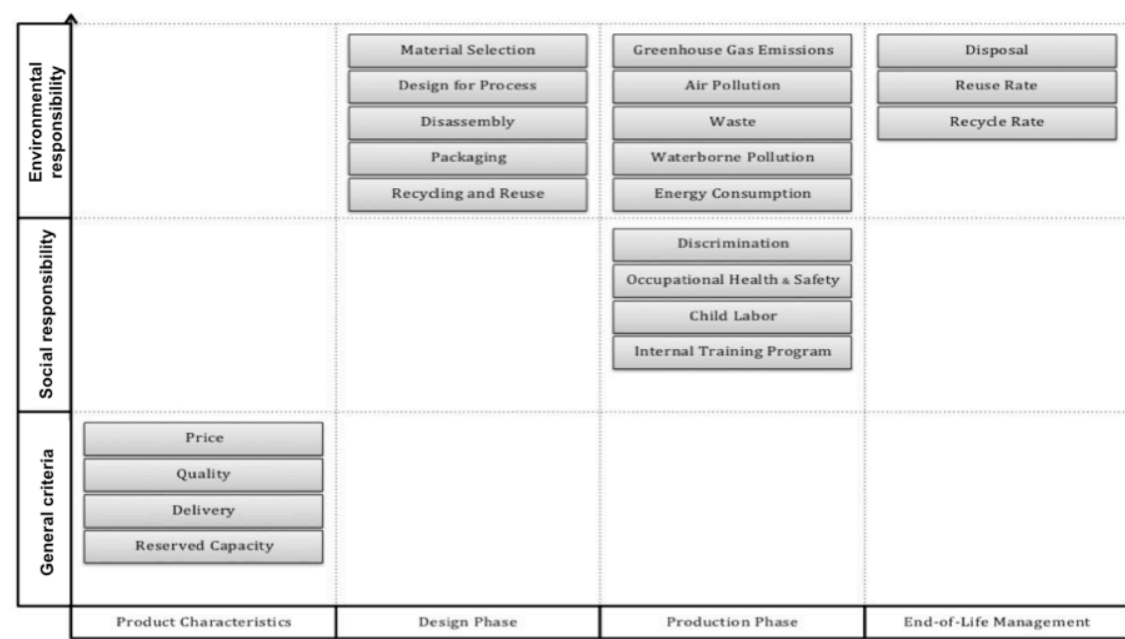 Environmental
responsibility
Material Selection
Design for Process
Disassembly
Packaging
Recycling and Reuse
Greenhouse Gas Emissions
Air Pollution
Waste
Waterborne Pollution
Energy Consumption
Disposal
Reuse Rate
Recycle Rate
Social responsibility
Discrimination
Occupational Health & Safety
Child Labor
Internal Training Program
General criteria
Price
Quality
Delivery
Reserved Capacity
Product Characteristics
Design Phase
Production Phase
End-of-Life Management